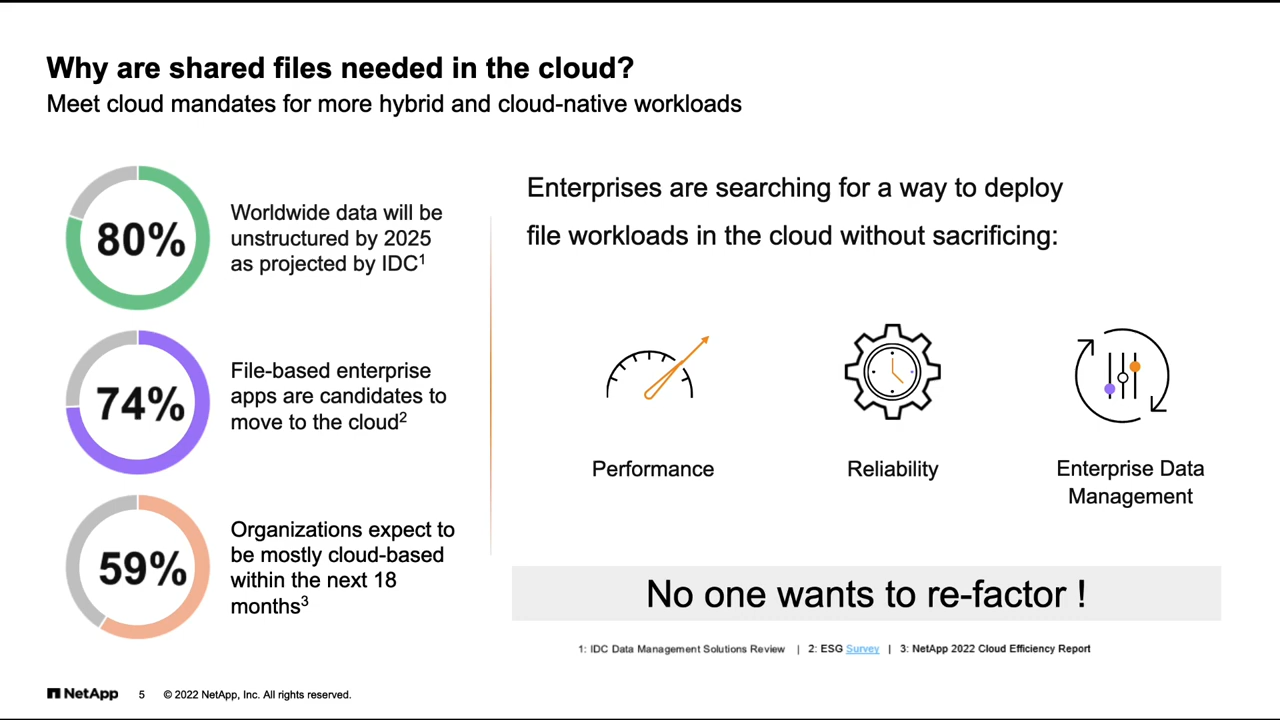 Why are shared files needed in the cloud?
Meet cloud mandates for more hybrid and cloud-native workloads
80%
Worldwide data will be
unstructured by 2025
as projected by IDC1
74%
File-based enterprise
apps are candidates to
move to the cloud2
59%
Organizations expect to
be mostly cloud-based
within the next 18
months3
Enterprises are searching for a way to deploy
file workloads in the cloud without sacrificing:
Performance
Reliability
Enterprise Data
Management
No one wants to re-factor !
1: IDC Data Management Solutions Review | 2: ESG Survey | 3: NetApp 2022 Cloud Efficiency Report
NetApp 5 © 2022 NetApp, Inc. All rights reserved.